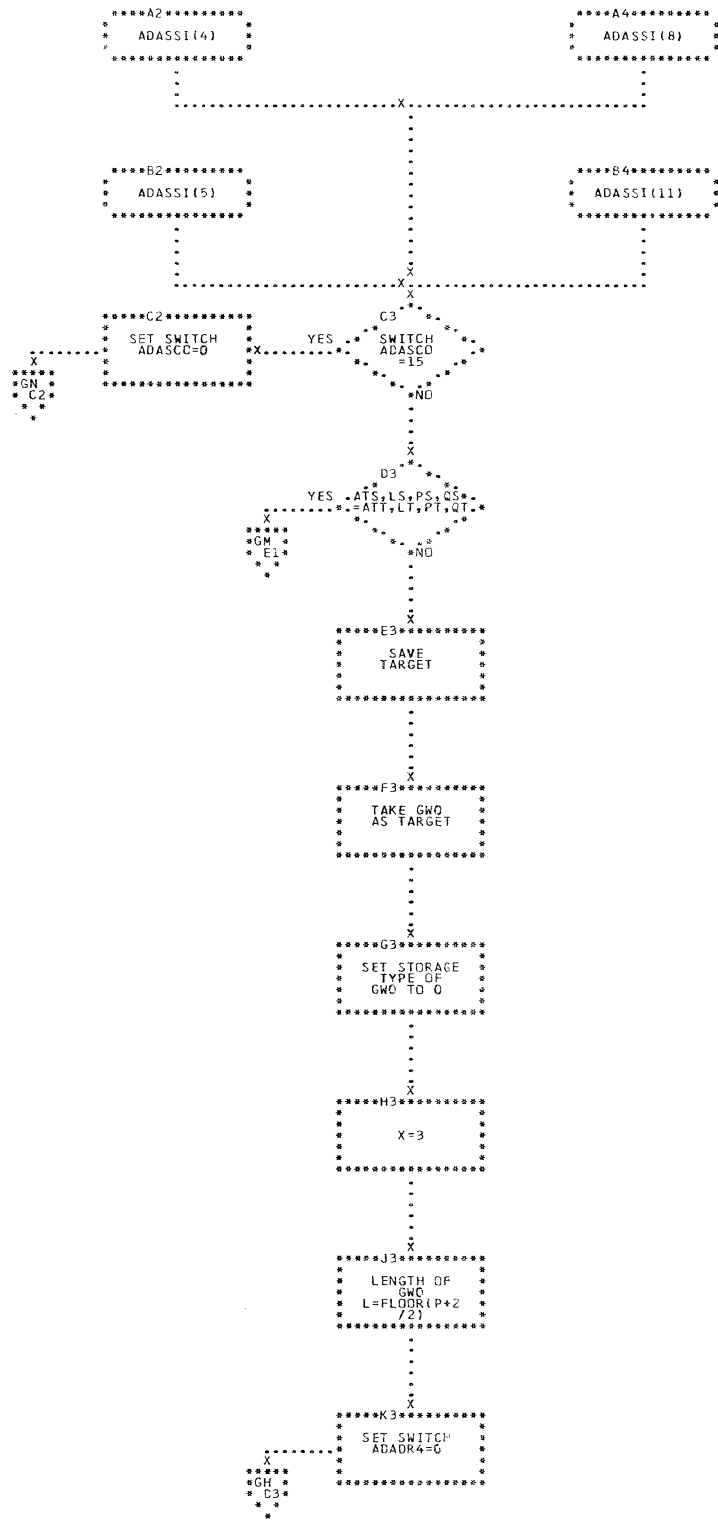 A2
ADASSI(4)
A4
ADASSI(8)
X
B2
ADASSI(5)
B4
ADASSI(11)
X
X
X
C2
SET SWITCH
ADASCC=0
X
YES
C3
SWITCH
ADASCO
=15
NO
X
GN
C2
X
D3
YES
ATS,LS,PS,QS
=ATT,LT,PT,QT
NO
X
GM
E1
X
E3
SAVE
TARGET
X
F3
TAKE GWO
AS TARGET
X
G3
SET STORAGE
TYPE OF
GWO TO 0
X
H3
X=3
X
J3
LENGTH OF
GWO
L=FLOOR(P+2
/2)
X
K3
SET SWITCH
ADADR4=0
X
GH
D3